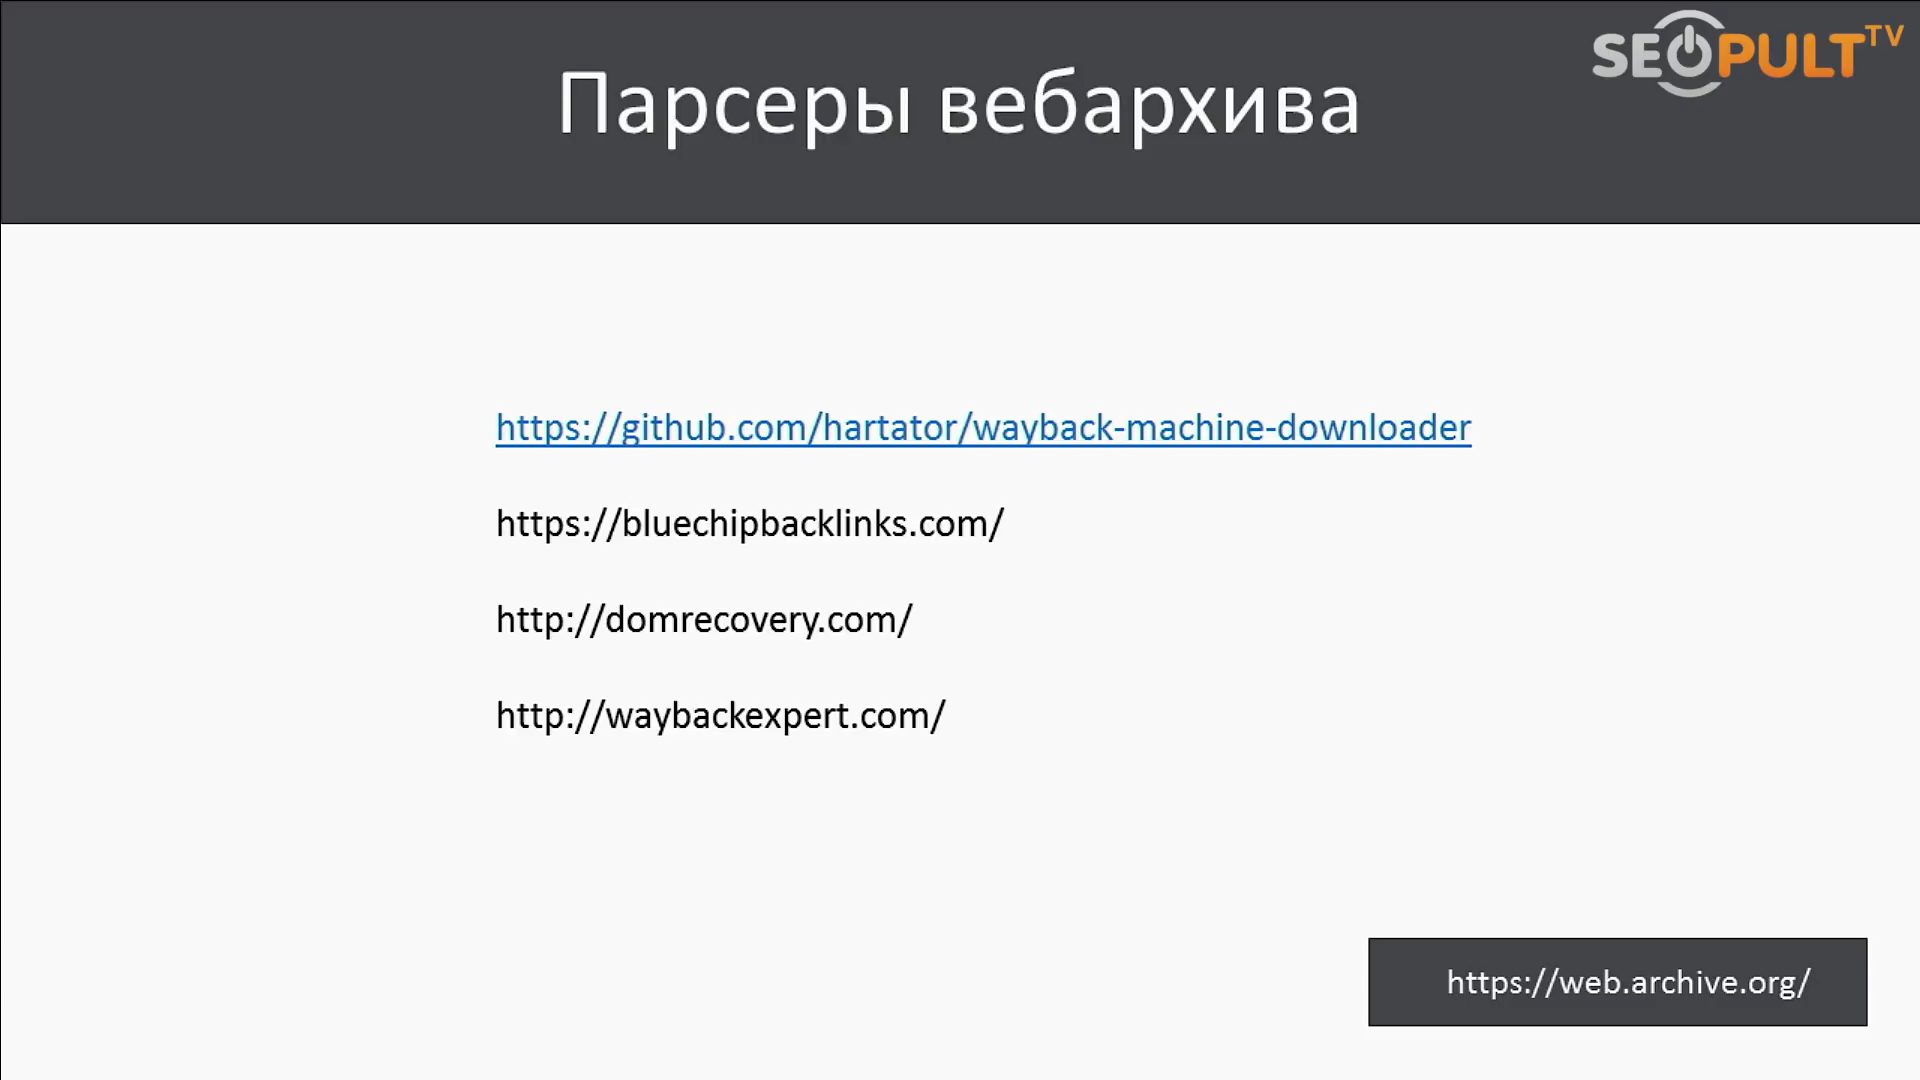 SEOPULT TV
Парсеры вебархива
https://github.com/hartator/wayback-machine-downloader
https://bluechipbacklinks.com/
http://domrecovery.com/
http://waybackexpert.com/
https://web.archive.org/